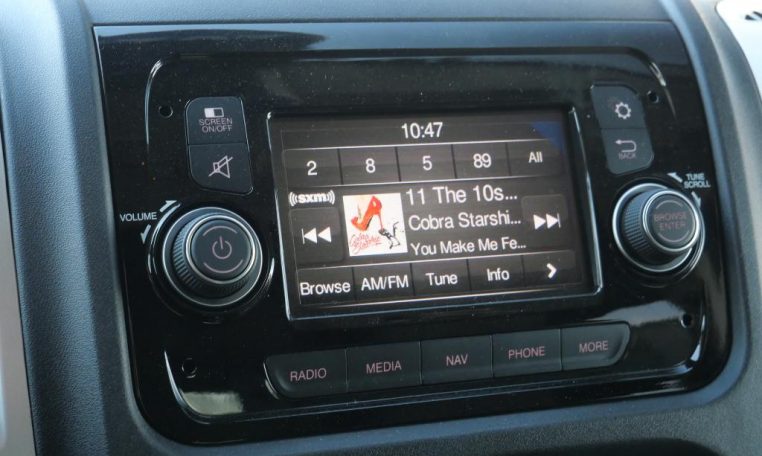 10:47
SCREEN
ON/OFF
2 8 5 89 All
BACK
((sxm))
11 The 10s...
Cobra Starshi...
You Make Me Fe...
VOLUME
TUNE
SCROLL
BROWSE
ENTER
Browse AM/FM Tune Info
RADIO MEDIA NAV PHONE MORE